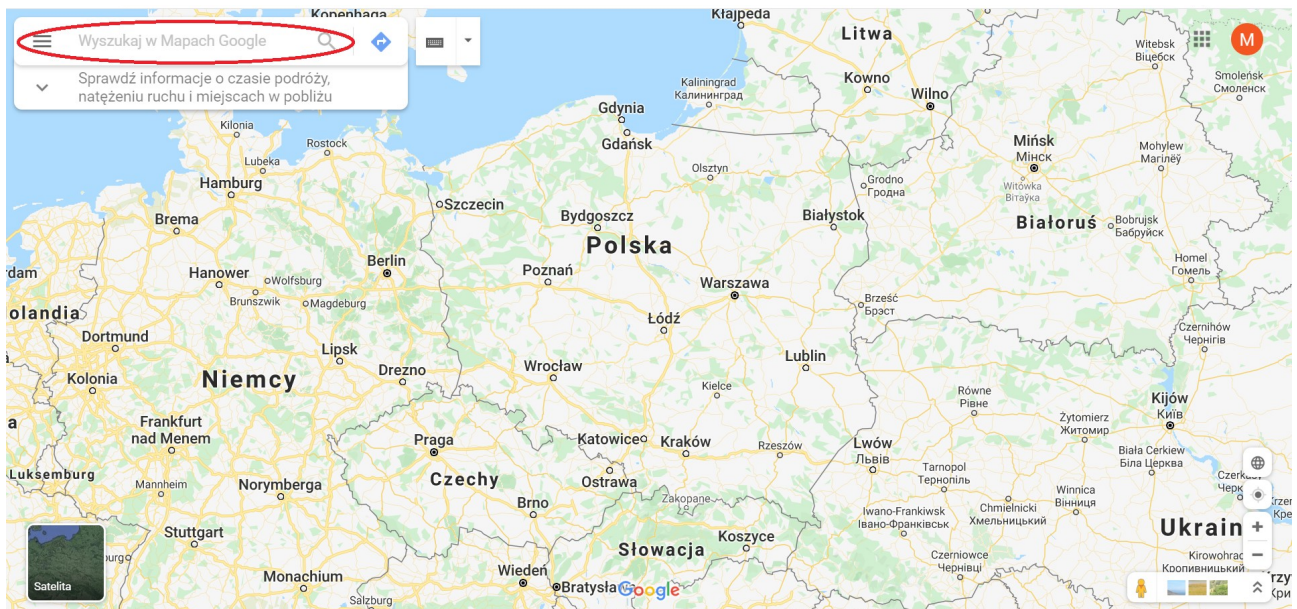 Kopenhaga
Kłajpeda
Wyszukaj w Mapach Google
Litwa
M
Witebsk
Віцебск
Sprawdź informacje o czasie podróży,
natężeniu ruchu i miejscach w pobliżu
Kaliningrad
Калининград
Kowno
Wilno
Smoleńsk
Смоленск
Gdynia
Kilonia
Gdańsk
Rostock
Mińsk
Мінск
Mohylew
Магілёў
Lubeka
Olsztyn
Hamburg
Grodno
Гродна
Witówka
Вітаўка
Szczecin
Brema
Bydgoszcz
Białystok
Białoruś
Bobrujsk
Бабруйск
Polska
Berlin
Homel
Гомель
dam
Hanower
Wolfsburg
Poznań
Warszawa
Brunszwik
Magdeburg
Brześć
Брэст
olandia
Łódź
Czernihów
Чернігів
Dortmund
Lipsk
Lublin
Drezno
Wrocław
Kolonia
Niemcy
Kielce
Równe
Рівне
Kijów
Київ
Frankfurt
nad Menem
Żytomierz
Житомир
Praga
Katowice
Kraków
Rzeszów
Lwów
Львів
Biała Cerkiew
Біла Церква
Luksemburg
Mannheim
Norymberga
Czechy
Ostrawa
Tarnopol
Тернопіль
Winnica
Вінниця
Brno
Zakopane
Iwano-Frankiwsk
Івано-Франківськ
Chmielnicki
Хмельницький
Stuttgart
Koszyce
Ukrain
Słowacja
Czerniowce
Чернівці
Kirowohrad
Кропивницький
Monachium
Wiedeń
Satelita
Bratysława
Google
Salzburg